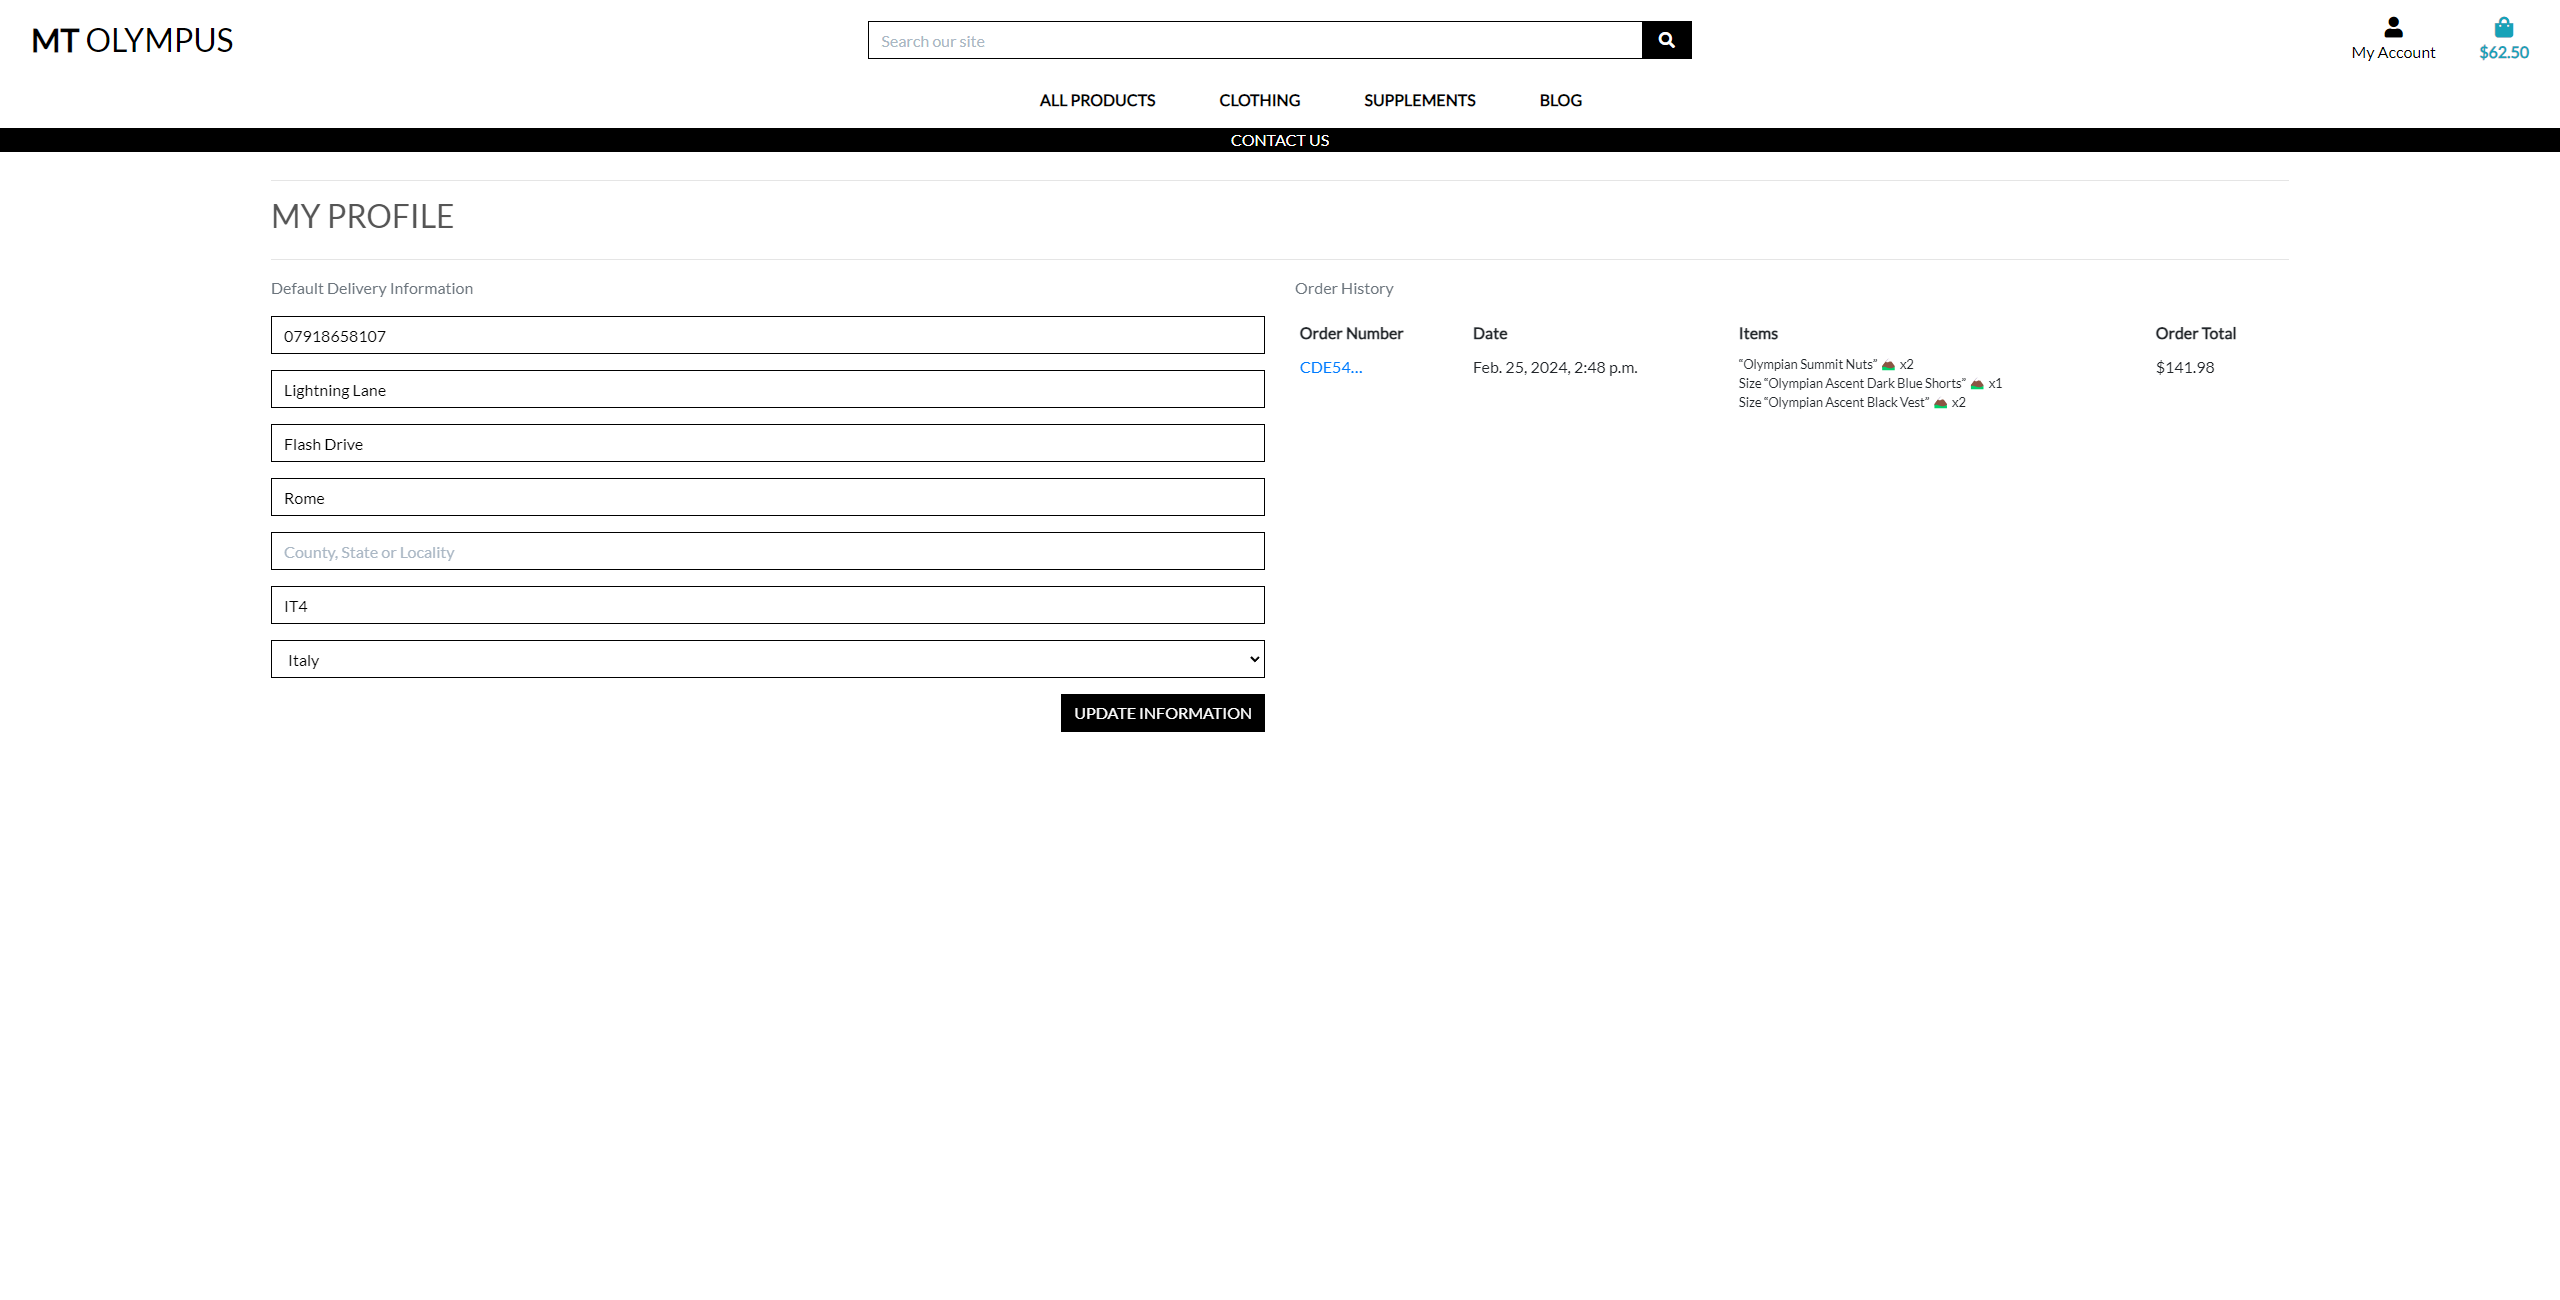 MT OLYMPUS
Search our site
My Account
$62.50
ALL PRODUCTS CLOTHING SUPPLEMENTS BLOG
CONTACT US
MY PROFILE
Default Delivery Information
07918658107
Lightning Lane
Flash Drive
Rome
County, State or Locality
IT4
Italy
UPDATE INFORMATION
Order History
Order Number Date Items Order Total
CDE54... Feb. 25, 2024, 2:48 p.m. “Olympian Summit Nuts” ⛰️ x2 $141.98
Size “Olympian Ascent Dark Blue Shorts” ⛰️ x1
Size “Olympian Ascent Black Vest” ⛰️ x2